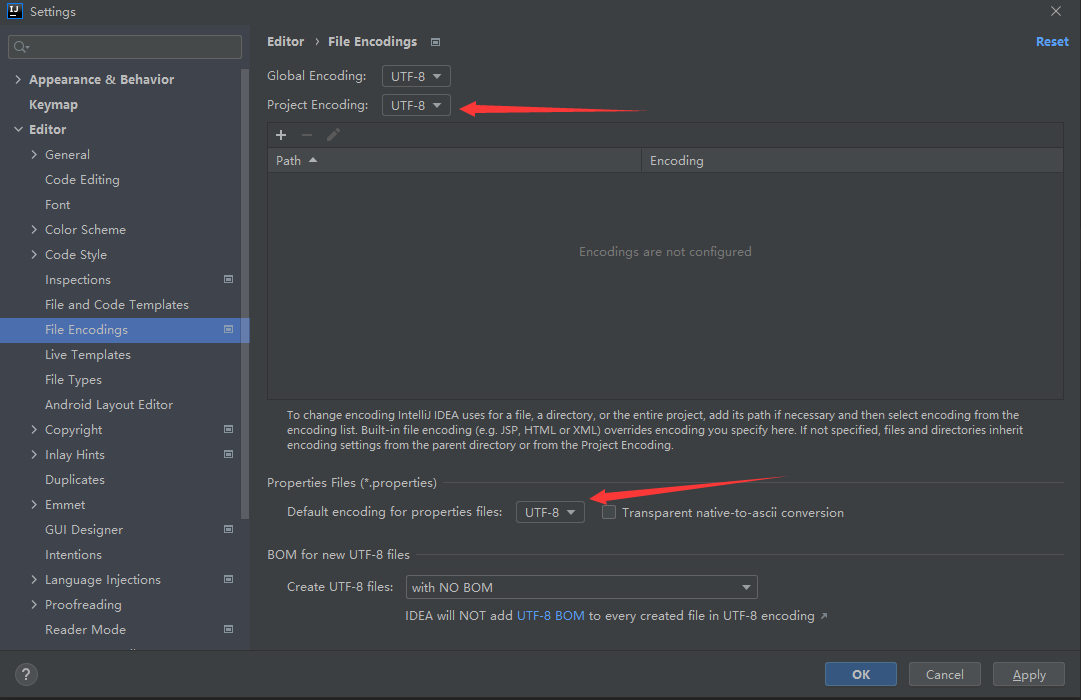 IJ
Settings
Editor › File Encodings
Reset
Appearance & Behavior
Keymap
Editor
General
Code Editing
Font
Color Scheme
Code Style
Inspections
File and Code Templates
File Encodings
Live Templates
File Types
Android Layout Editor
Copyright
Inlay Hints
Duplicates
Emmet
GUI Designer
Intentions
Language Injections
Proofreading
Reader Mode
Global Encoding: UTF-8
Project Encoding: UTF-8
Path Encoding
Encodings are not configured
To change encoding IntelliJ IDEA uses for a file, a directory, or the entire project, add its path if necessary and then select encoding from the
encoding list. Built-in file encoding (e.g. JSP, HTML or XML) overrides encoding you specify here. If not specified, files and directories inherit
encoding settings from the parent directory or from the Project Encoding.
Properties Files (*.properties)
Default encoding for properties files: UTF-8 Transparent native-to-ascii conversion
BOM for new UTF-8 files
Create UTF-8 files: with NO BOM
IDEA will NOT add UTF-8 BOM to every created file in UTF-8 encoding ↗
?
OK Cancel Apply